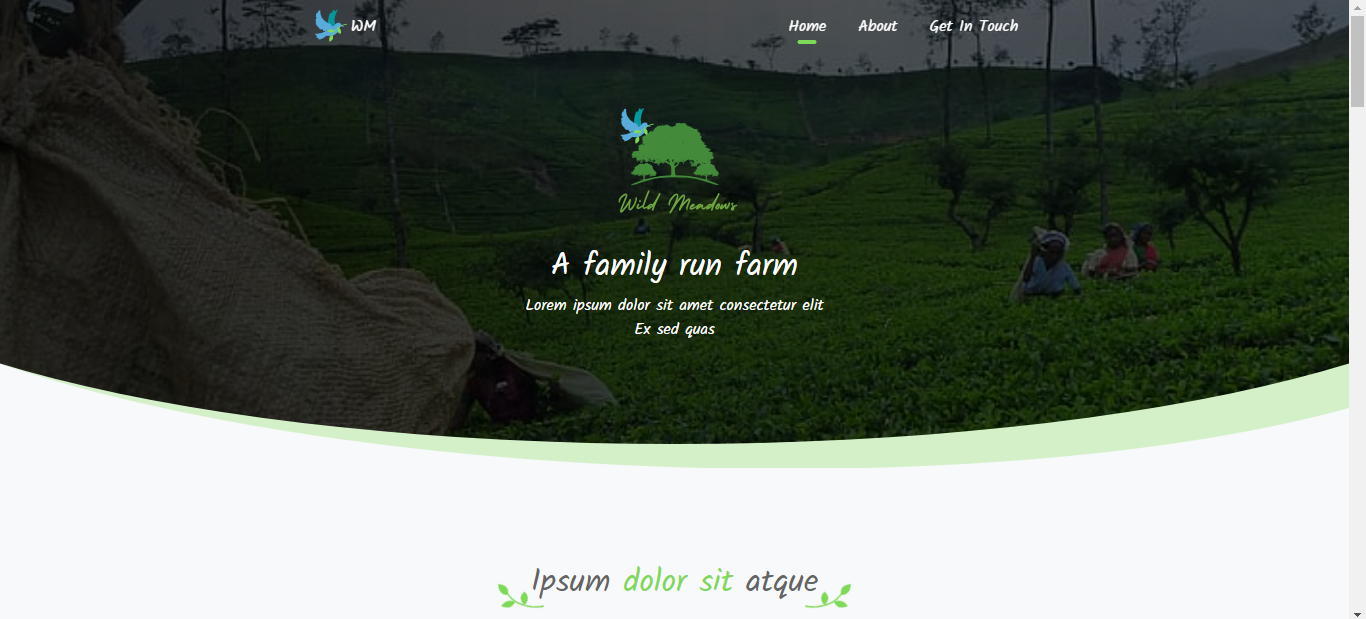 WM
Home
About
Get In Touch
Wild Meadows
A family run farm
Lorem ipsum dolor sit amet consectetur elit
Ex sed quas
Ipsum dolor sit atque